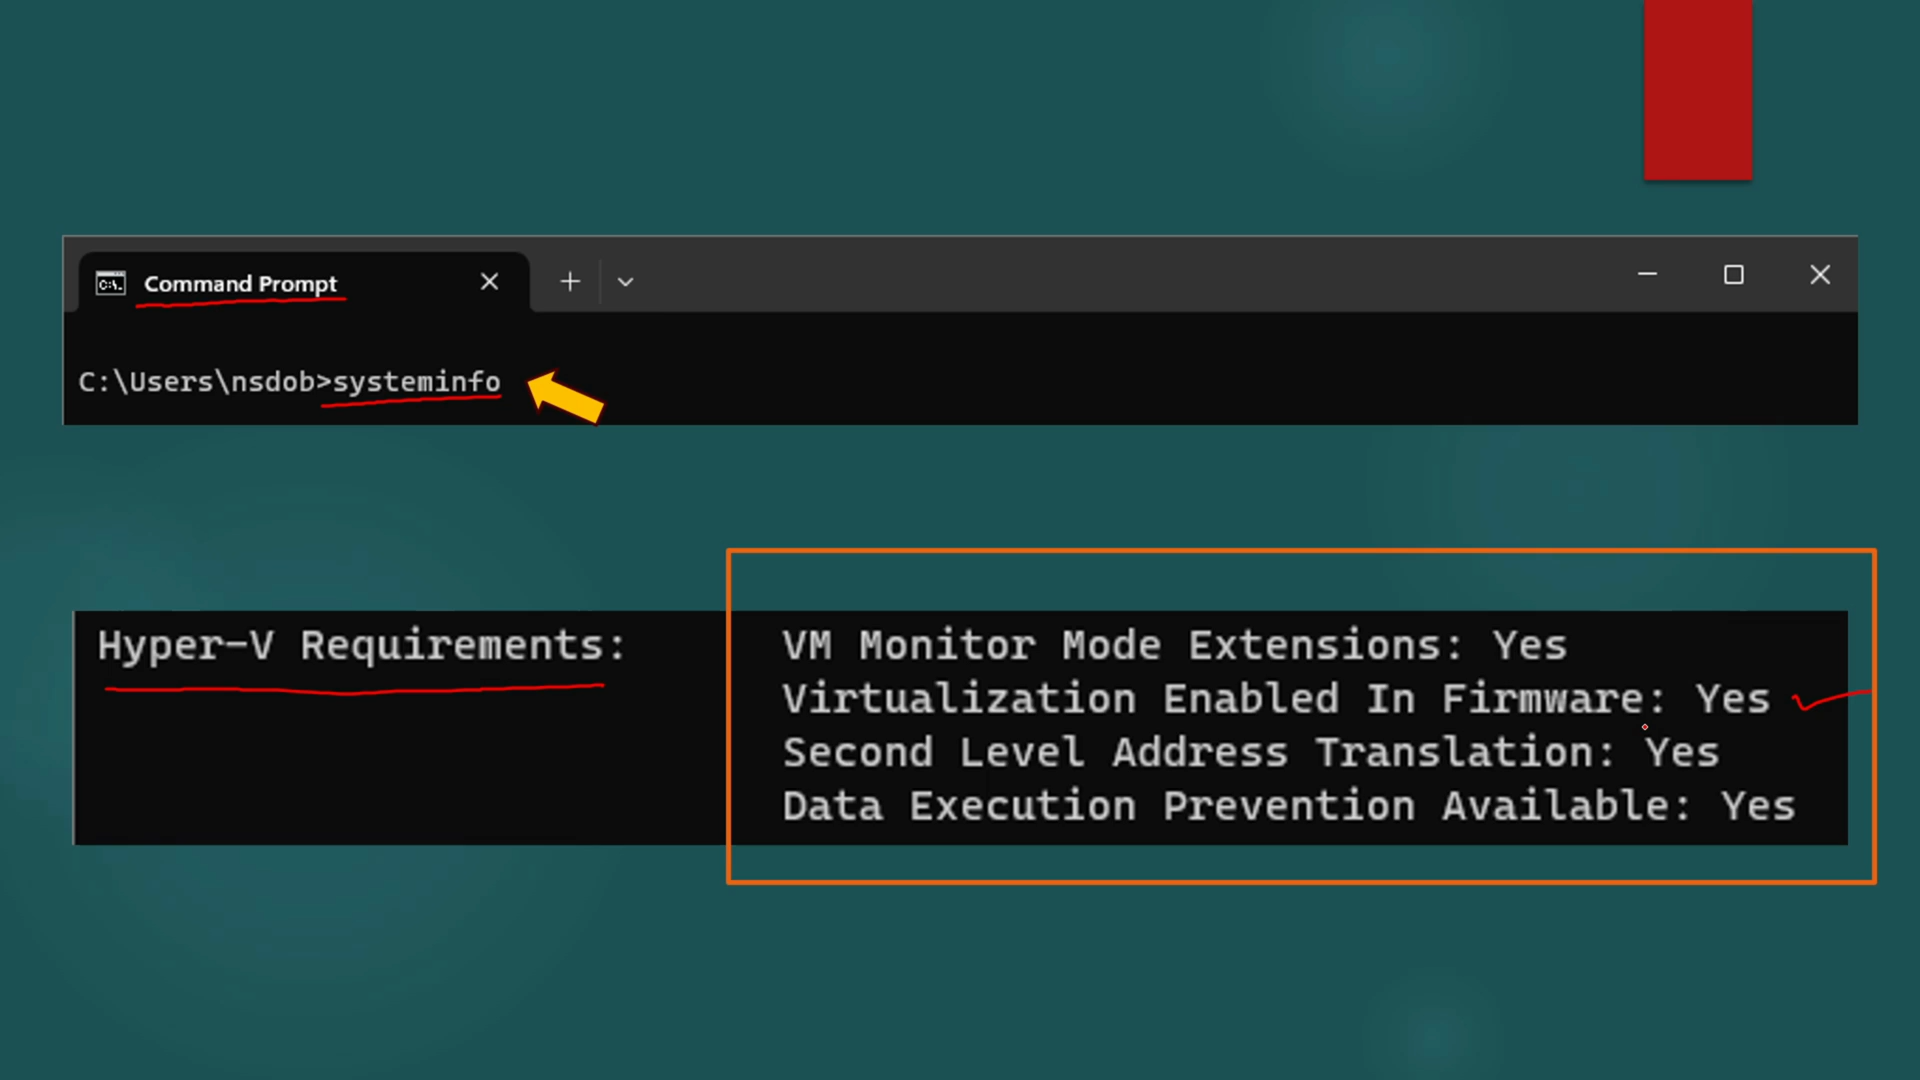 Command Prompt
C:\Users\nsdob>systeminfo
Hyper-V Requirements: VM Monitor Mode Extensions: Yes
Virtualization Enabled In Firmware: Yes
Second Level Address Translation: Yes
Data Execution Prevention Available: Yes